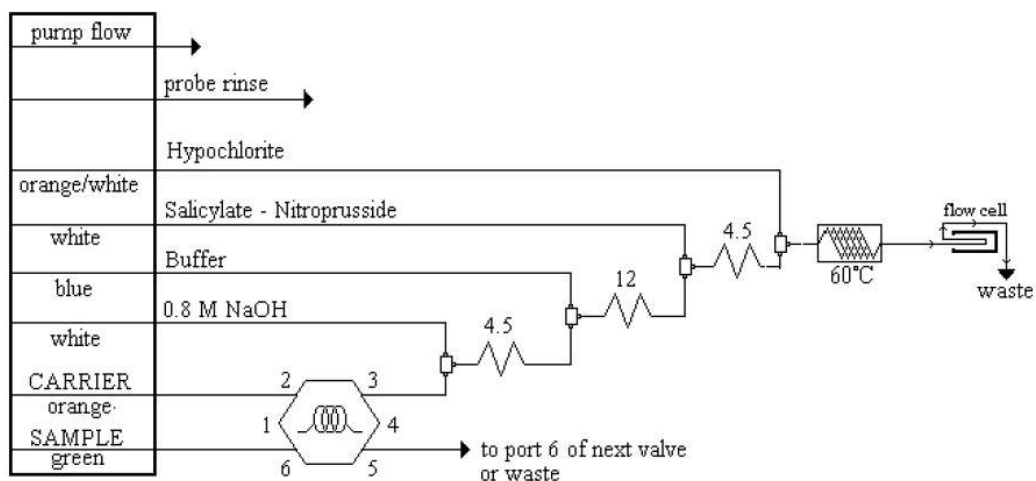 pump flow
probe rinse
Hypochlorite
orange/white
Salicylate - Nitroprusside
white
Buffer
blue
0.8 M NaOH
white
CARRIER
orange
SAMPLE
green
2
3
1
4
6
5
4.5
12
4.5
60°C
flow cell
waste
to port 6 of next valve
or waste